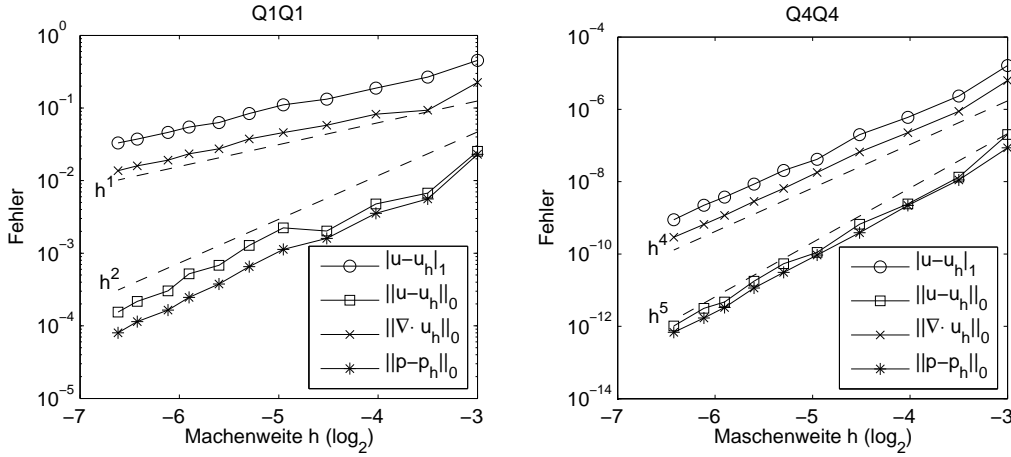 Q1Q1
Fehler
10^0
10^-1
10^-2
10^-3
10^-4
10^-5
h^1
h^2
|u−u_h|_1
||u−u_h||_0
||∇· u_h||_0
||p−p_h||_0
−7 −6 −5 −4 −3
Machenweite h (log_2)
Q4Q4
Fehler
10^-4
10^-6
10^-8
10^-10
10^-12
10^-14
h^4
h^5
|u−u_h|_1
||u−u_h||_0
||∇· u_h||_0
||p−p_h||_0
−6 −5 −4 −3
Maschenweite h (log_2)